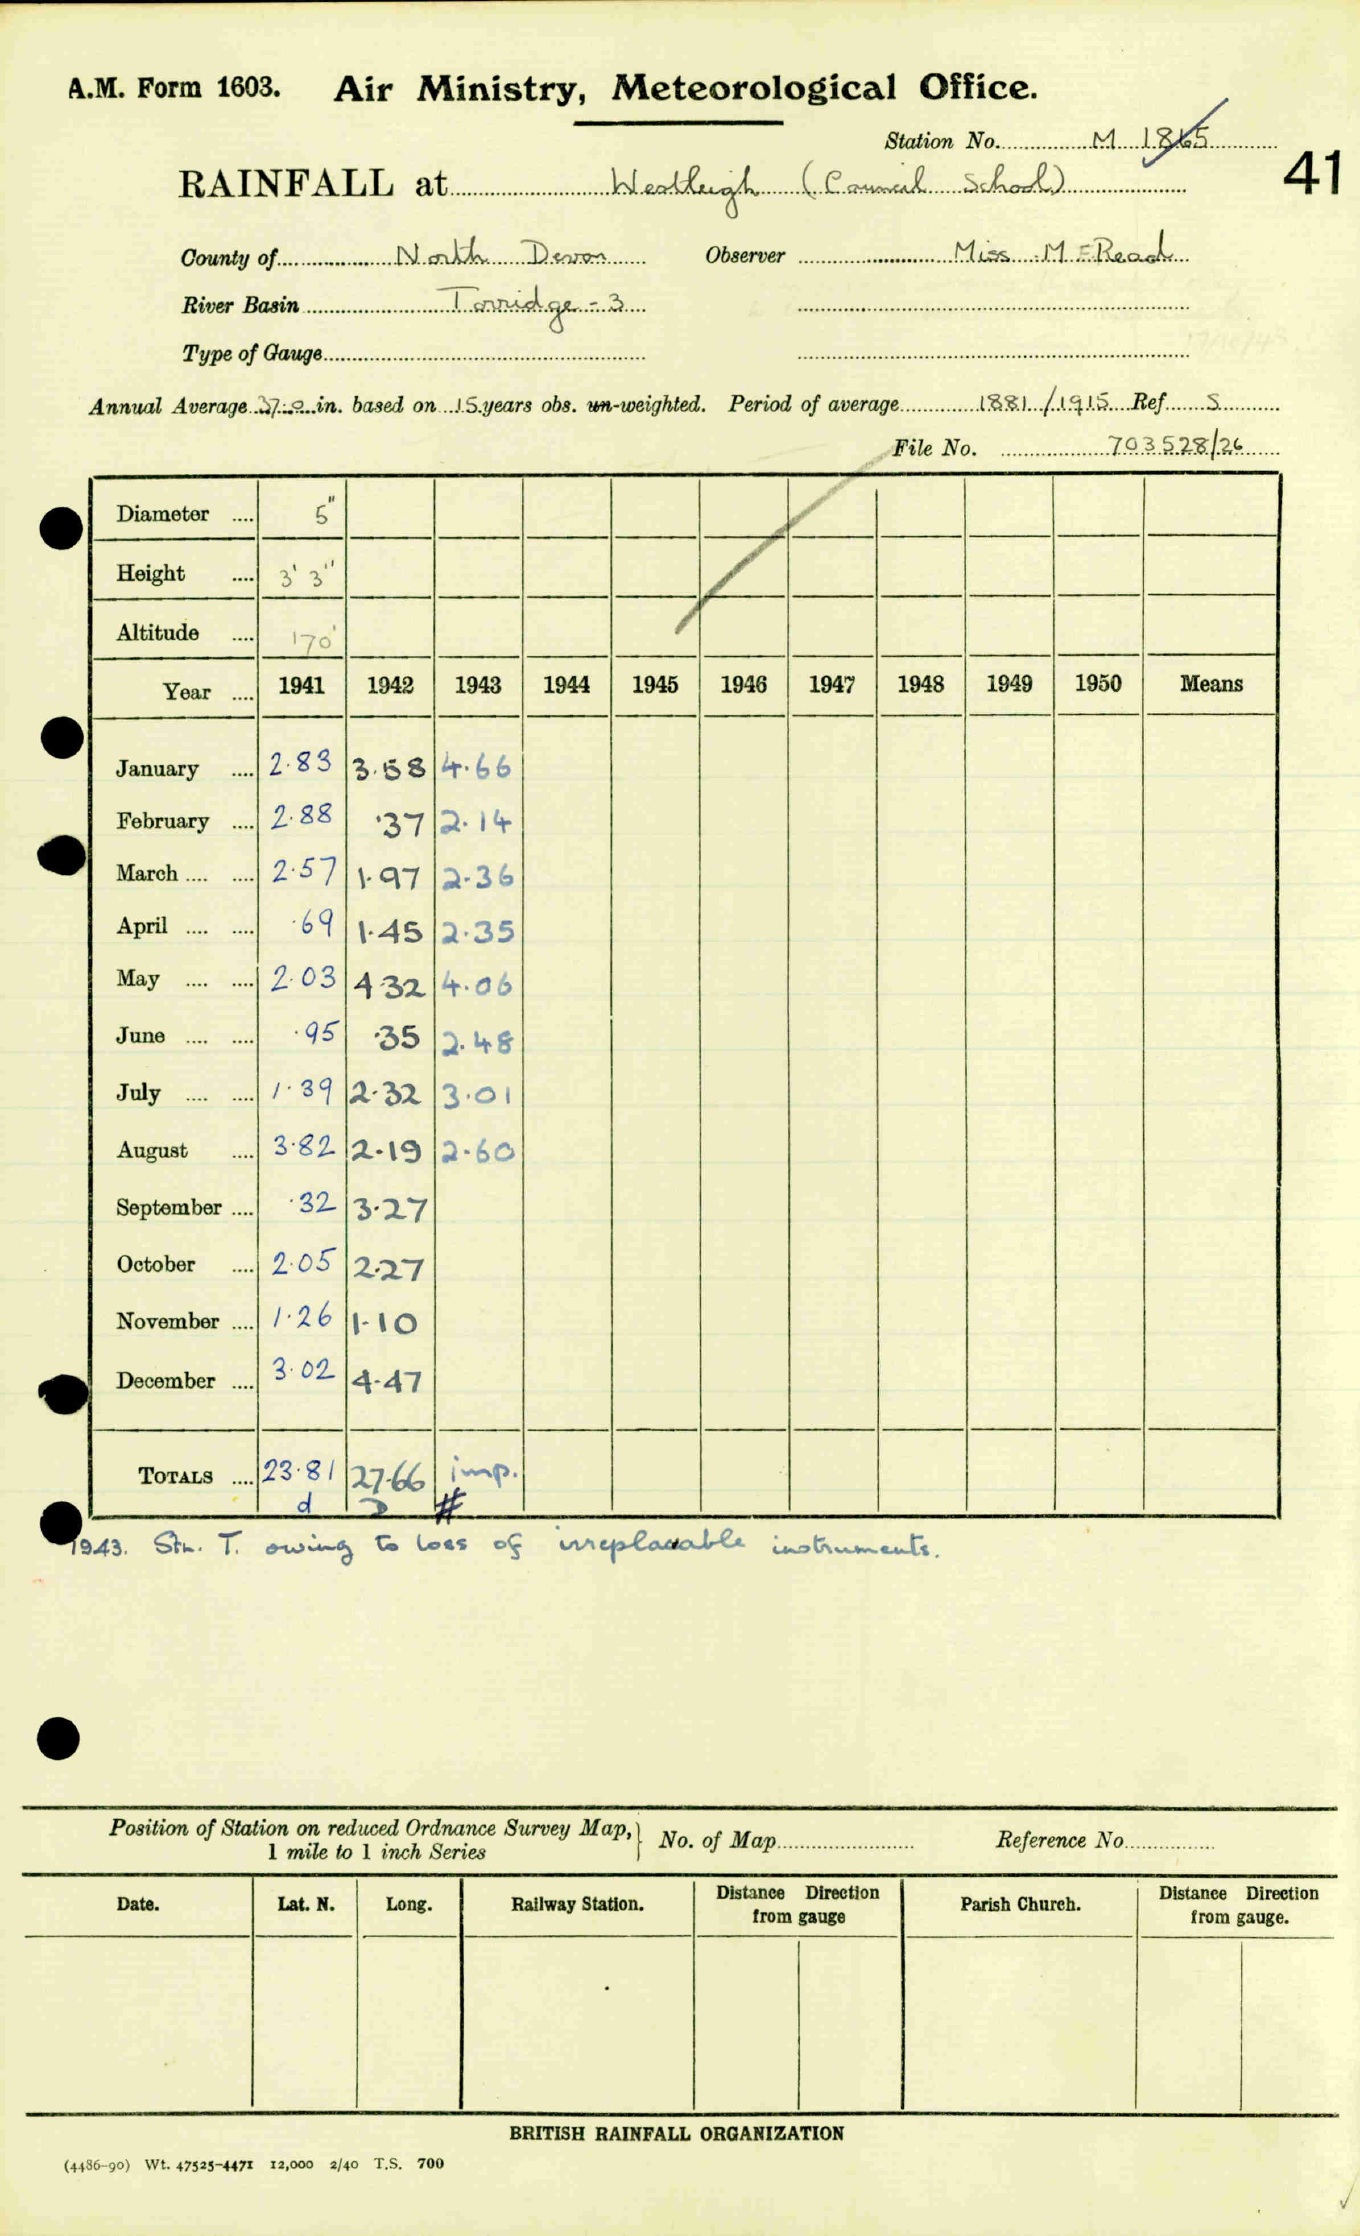 A.M. Form 1603. Air Ministry, Meteorological Office.
Station No. M 1865
41
RAINFALL at Westleigh (Council School)
County of North Devon Observer Miss M E Read
River Basin Torridge - 3
Type of Gauge
Annual Average 37.0 in. based on 15 years obs. un-weighted. Period of average 1881/1915 Ref S
File No. 703528/26
Diameter .... 5"
Height .... 3' 3"
Altitude .... 170'
Year .... 1941 1942 1943 1944 1945 1946 1947 1948 1949 1950 Means
January .... 2.83 3.58 4.66
February .... 2.88 .37 2.14
March .... .... 2.57 1.97 2.36
April .... .... .69 1.45 2.35
May .... .... 2.03 4.32 4.06
June .... .... .95 .35 2.48
July .... .... 1.39 2.32 3.01
August .... 3.82 2.19 2.60
September .... .32 3.27
October .... 2.05 2.27
November .... 1.26 1.10
December .... 3.02 4.47
TOTALS .... 23.81 27.66 imp.
d D #
1943. Stn. T. owing to loss of irreplacable instruments.
Position of Station on reduced Ordnance Survey Map, 1 mile to 1 inch Series } No. of Map Reference No
Date. Lat. N. Long. Railway Station. Distance Direction from gauge Parish Church. Distance Direction from gauge.
BRITISH RAINFALL ORGANIZATION
(4486-90) Wt. 47525-4471 12,000 2/40 T.S. 700